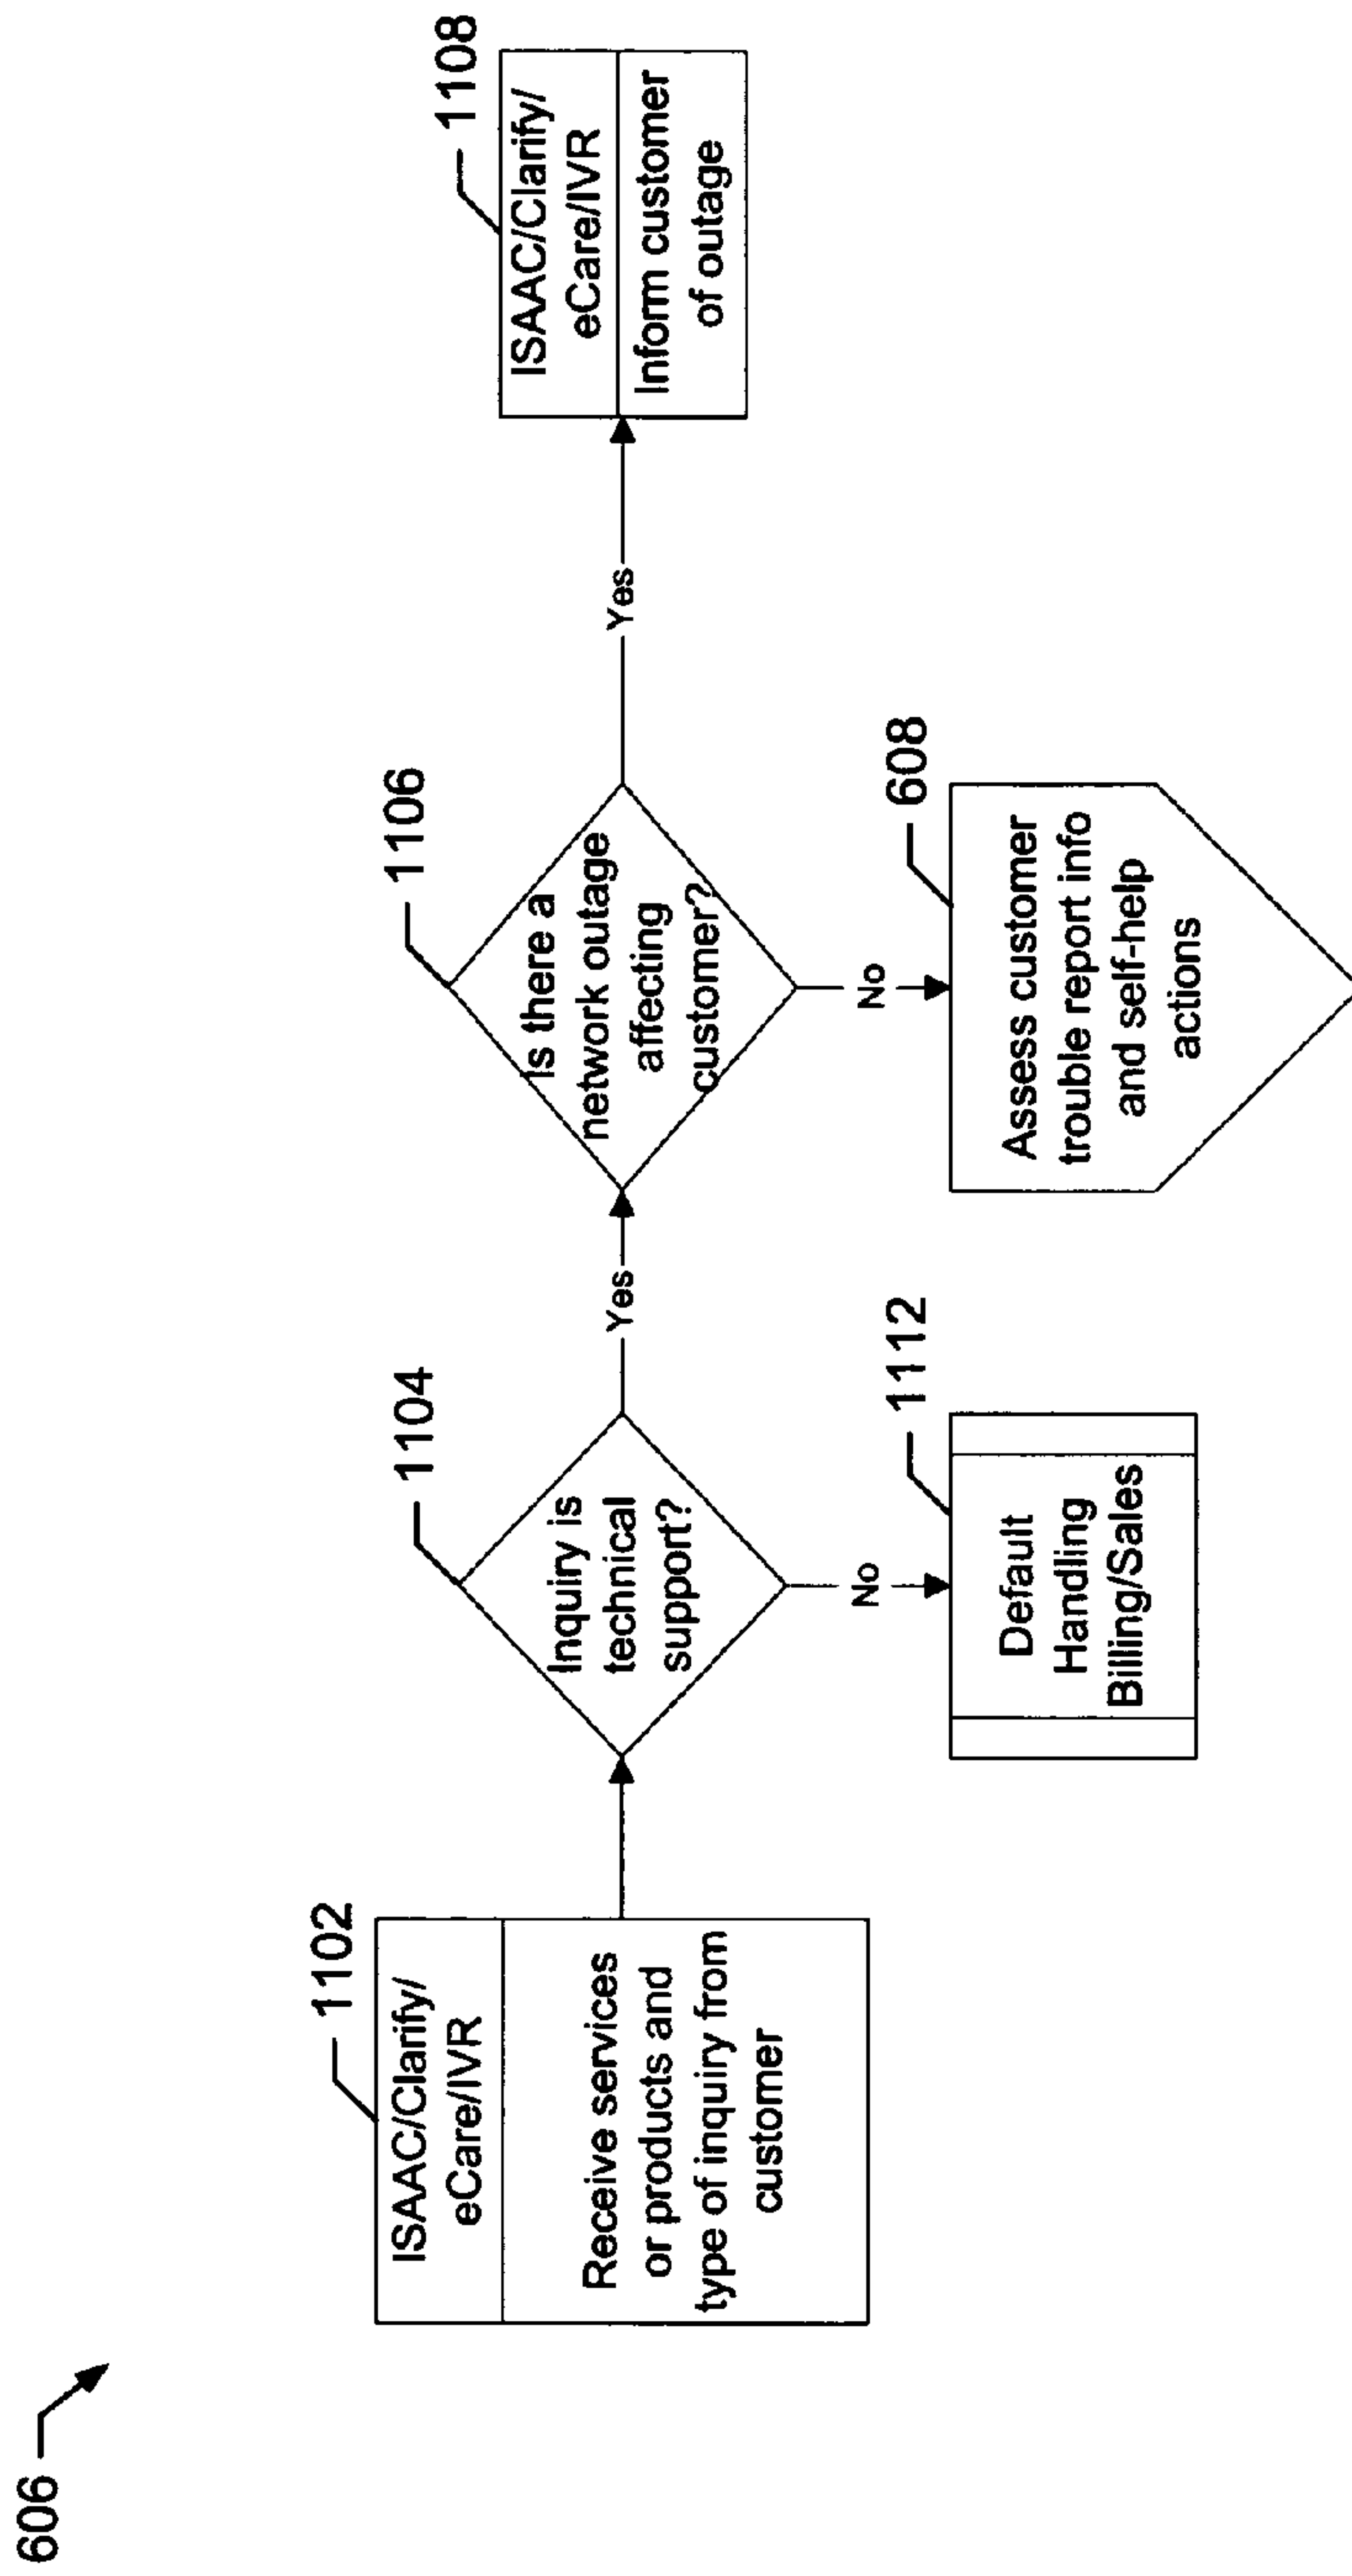 606
1102
ISAAC/Clarify/
eCare/IVR
Receive services
or products and
type of inquiry from
customer
1104
Inquiry is
technical
support?
Yes
No
1112
Default
Handling
Billing/Sales
1106
Is there a
network outage
affecting
customer?
Yes
No
608
Assess customer
trouble report info
and self-help
actions
1108
ISAAC/Clarify/
eCare/IVR
Inform customer
of outage